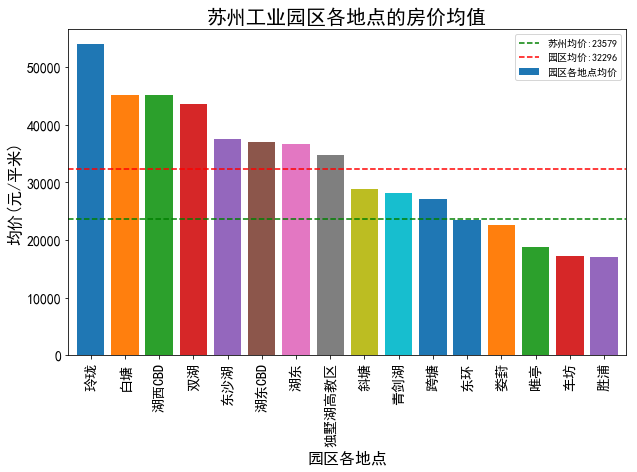 苏州工业园区各地点的房价均值
苏州均价:23579
园区均价:32296
园区各地点均价
均价(元/平米)
50000
40000
30000
20000
10000
0
玲珑
白塘
湖西CBD
双湖
东沙湖
湖东CBD
湖东
独墅湖高教区
斜塘
青剑湖
跨塘
东环
娄葑
唯亭
车坊
胜浦
园区各地点